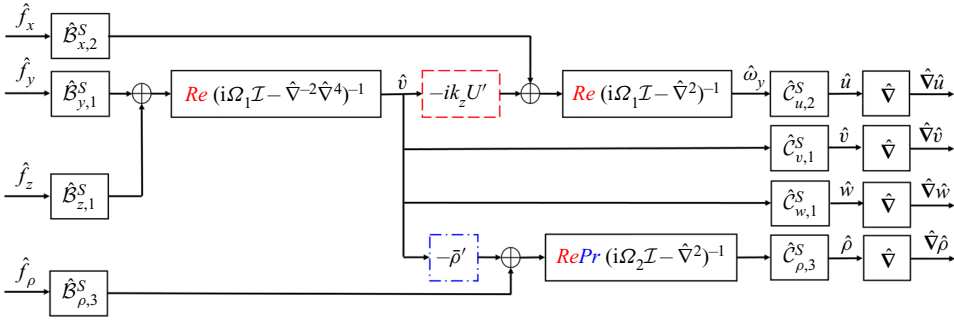 f̂_x B̂^S_{x,2}
f̂_y B̂^S_{y,1} Re (iΩ_1 I − ∇̂^{−2} ∇̂^4)^{−1} v̂ −ik_z U′ Re (iΩ_1 I − ∇̂^2)^{−1} ω̂_y Ĉ^S_{u,2} û ∇̂ ∇̂û
Ĉ^S_{v,1} v̂ ∇̂ ∇̂v̂
f̂_z B̂^S_{z,1} Ĉ^S_{w,1} ŵ ∇̂ ∇̂ŵ
−ρ̄′ RePr (iΩ_2 I − ∇̂^2)^{−1} Ĉ^S_{ρ,3} ρ̂ ∇̂ ∇̂ρ̂
f̂_ρ B̂^S_{ρ,3}